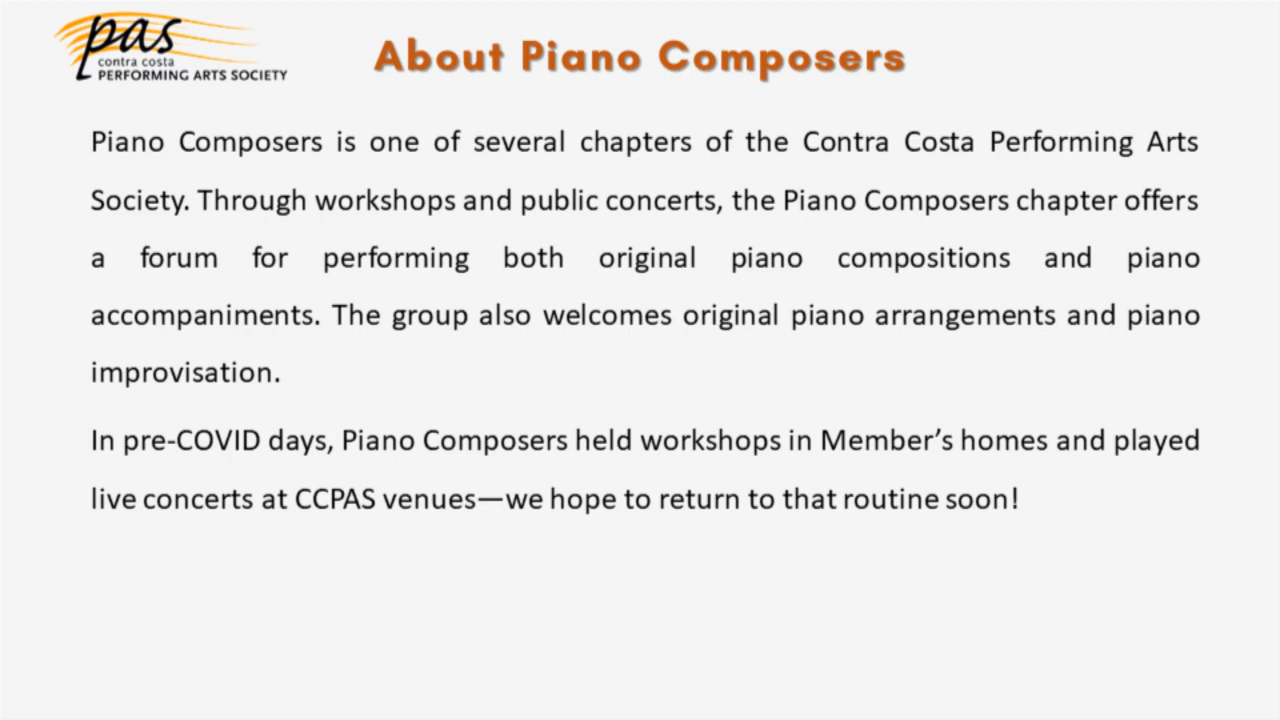 pas
contra costa
PERFORMING ARTS SOCIETY
About Piano Composers
Piano Composers is one of several chapters of the Contra Costa Performing Arts
Society. Through workshops and public concerts, the Piano Composers chapter offers
a forum for performing both original piano compositions and piano
accompaniments. The group also welcomes original piano arrangements and piano
improvisation.
In pre-COVID days, Piano Composers held workshops in Member’s homes and played
live concerts at CCPAS venues—we hope to return to that routine soon!